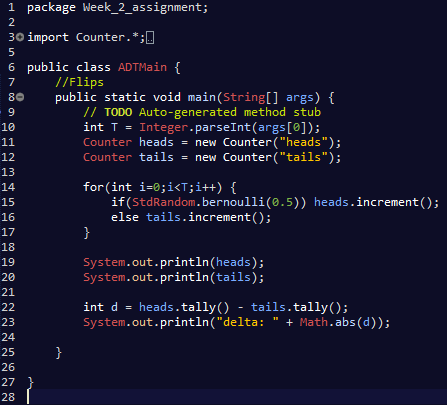 1 package Week_2_assignment;
2
3 import Counter.*;
5
6 public class ADTMain {
7 //Flips
8 public static void main(String[] args) {
9 // TODO Auto-generated method stub
10 int T = Integer.parseInt(args[0]);
11 Counter heads = new Counter("heads");
12 Counter tails = new Counter("tails");
13
14 for(int i=0;i<T;i++) {
15 if(StdRandom.bernoulli(0.5)) heads.increment();
16 else tails.increment();
17 }
18
19 System.out.println(heads);
20 System.out.println(tails);
21
22 int d = heads.tally() - tails.tally();
23 System.out.println("delta: " + Math.abs(d));
24
25 }
26
27 }
28